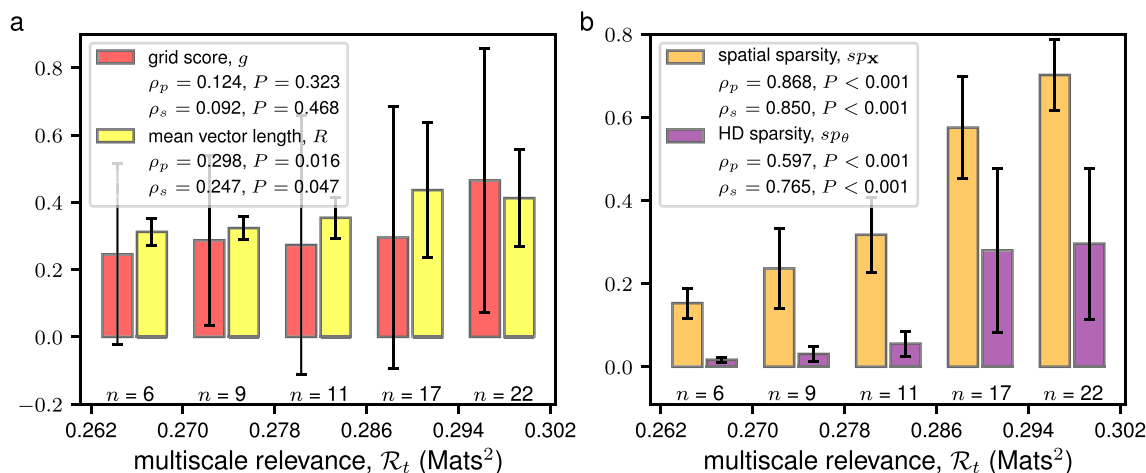 a
grid score, g
ρₚ = 0.124, P = 0.323
ρₛ = 0.092, P = 0.468
mean vector length, R
ρₚ = 0.298, P = 0.016
ρₛ = 0.247, P = 0.047
0.8
0.6
0.4
0.2
0.0
−0.2
n = 6 n = 9 n = 11 n = 17 n = 22
0.262 0.270 0.278 0.286 0.294 0.302
multiscale relevance, ℛₜ (Mats²)
b
spatial sparsity, spₓ
ρₚ = 0.868, P < 0.001
ρₛ = 0.850, P < 0.001
HD sparsity, sp_θ
ρₚ = 0.597, P < 0.001
ρₛ = 0.765, P < 0.001
0.8
0.6
0.4
0.2
0.0
n = 6 n = 9 n = 11 n = 17 n = 22
0.262 0.270 0.278 0.286 0.294 0.302
multiscale relevance, ℛₜ (Mats²)